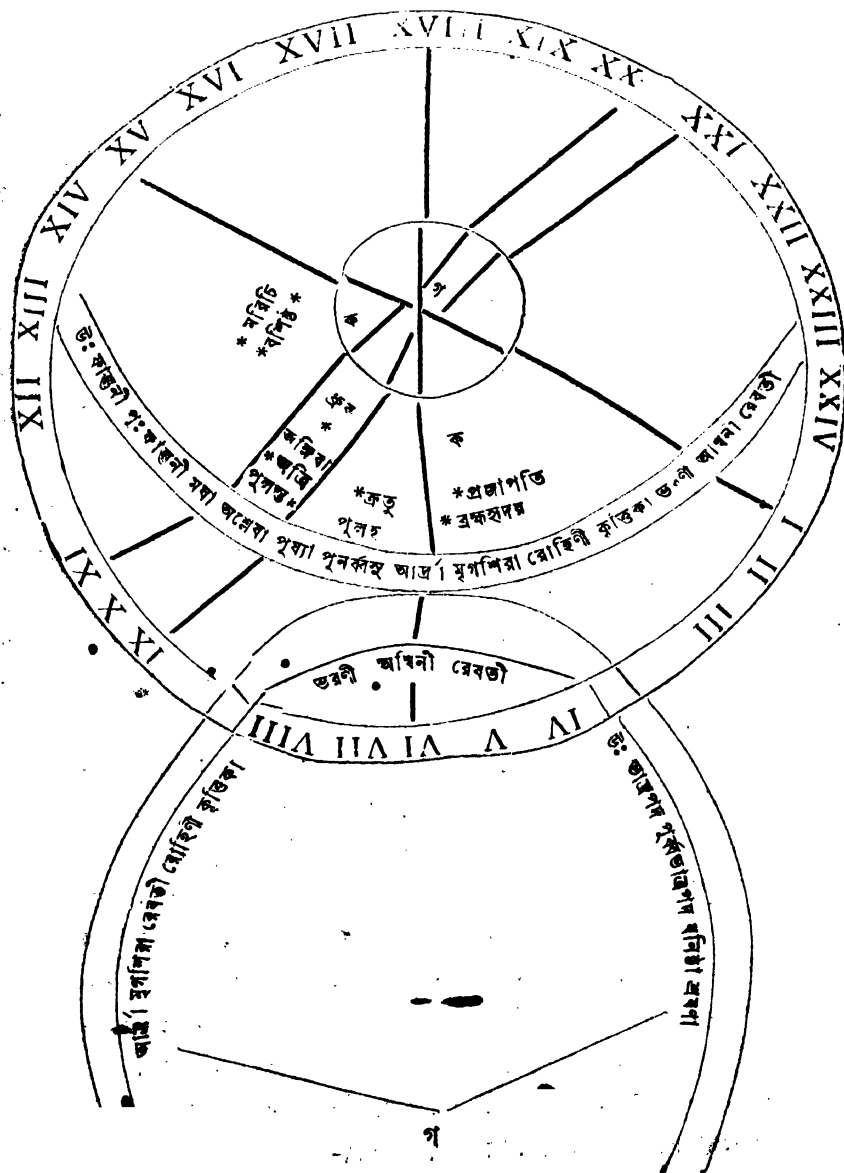 XII XIII XIV XV XVI XVII XVIII XIX XX XXI XXII XXIII XXIV I II III IV V VI VII VIII IX X XI
গ
* মরিচি
* বশিষ্ঠ *
ক
*
অঙ্গিরা
* অত্রি
পুলস্ত *
* ক্রতু
পুলহ
* প্রজাপতি
* ব্রহ্মহৃদয়
উঃ ফাল্গুনী পূঃ ফাল্গুনী মঘা অশ্লেষা পুষ্যা পুনর্ব্বসু আর্দ্রা মৃগশিরা রোহিণী কৃত্তিকা ভরণী অশ্বিনী রেবতী
ভরণী অশ্বিনী রেবতী
আর্দ্রা মৃগশিরা রেবতী রোহিণী কৃত্তিকা
উঃ ভাদ্রপদ পূর্ব্বভাদ্রপদ ধনিষ্ঠা শ্রবণা
গ